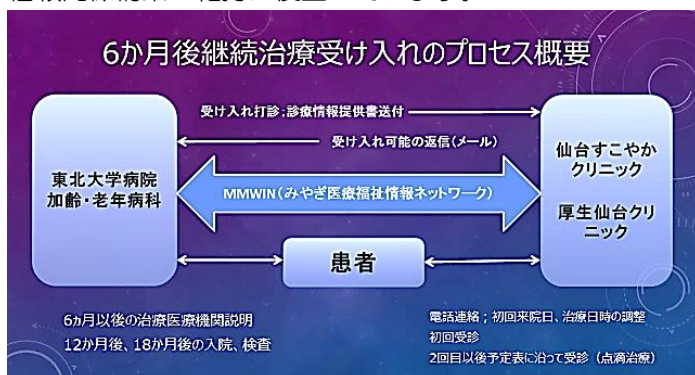 6か月後継続治療受け入れのプロセス概要
受け入れ打診;診療情報提供書送付
受け入れ可能の返信(メール)
東北大学病院
加齢・老年病科
MMWIN(みやぎ医療福祉情報ネットワーク)
仙台すこやか
クリニック
厚生仙台クリ
ニック
患者
6ヵ月以後の治療医療機関説明
12か月後、18か月後の入院、検査
電話連絡;初回来院日、治療日時の調整
初回受診
2回目以後予定表に沿って受診(点滴治療)